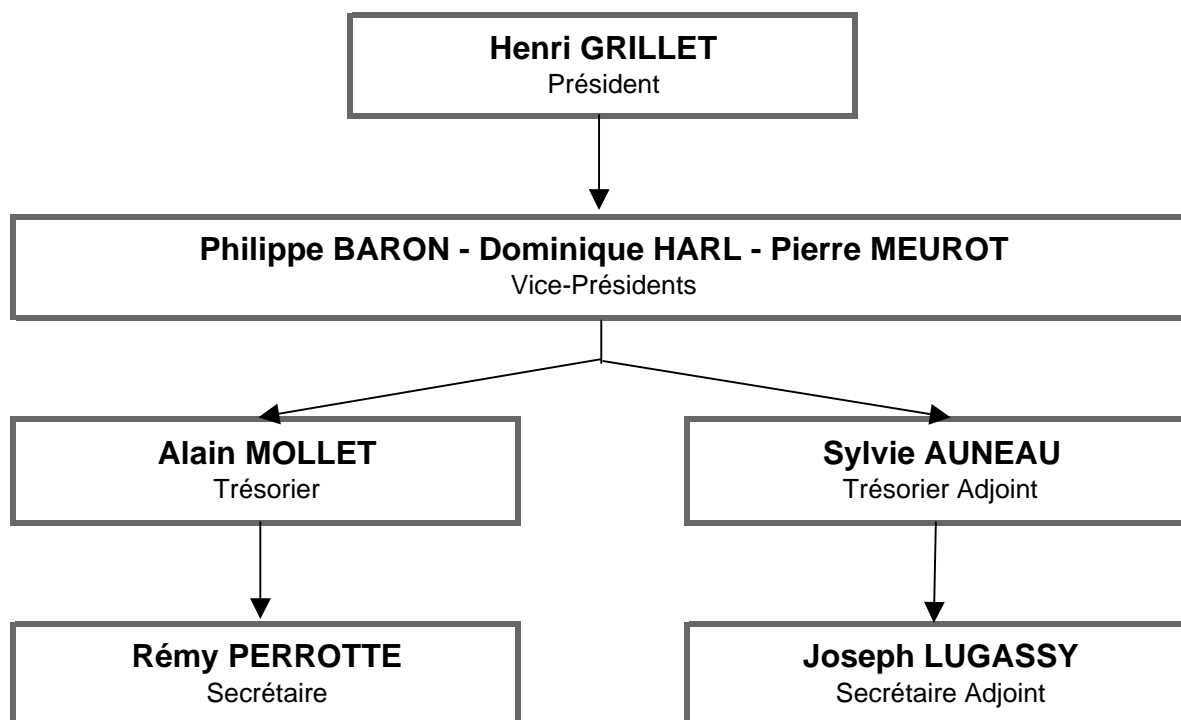 Henri GRILLET
Président
Philippe BARON - Dominique HARL - Pierre MEUROT
Vice-Présidents
Alain MOLLET
Trésorier
Sylvie AUNEAU
Trésorier Adjoint
Rémy PERROTTE
Secrétaire
Joseph LUGASSY
Secrétaire Adjoint